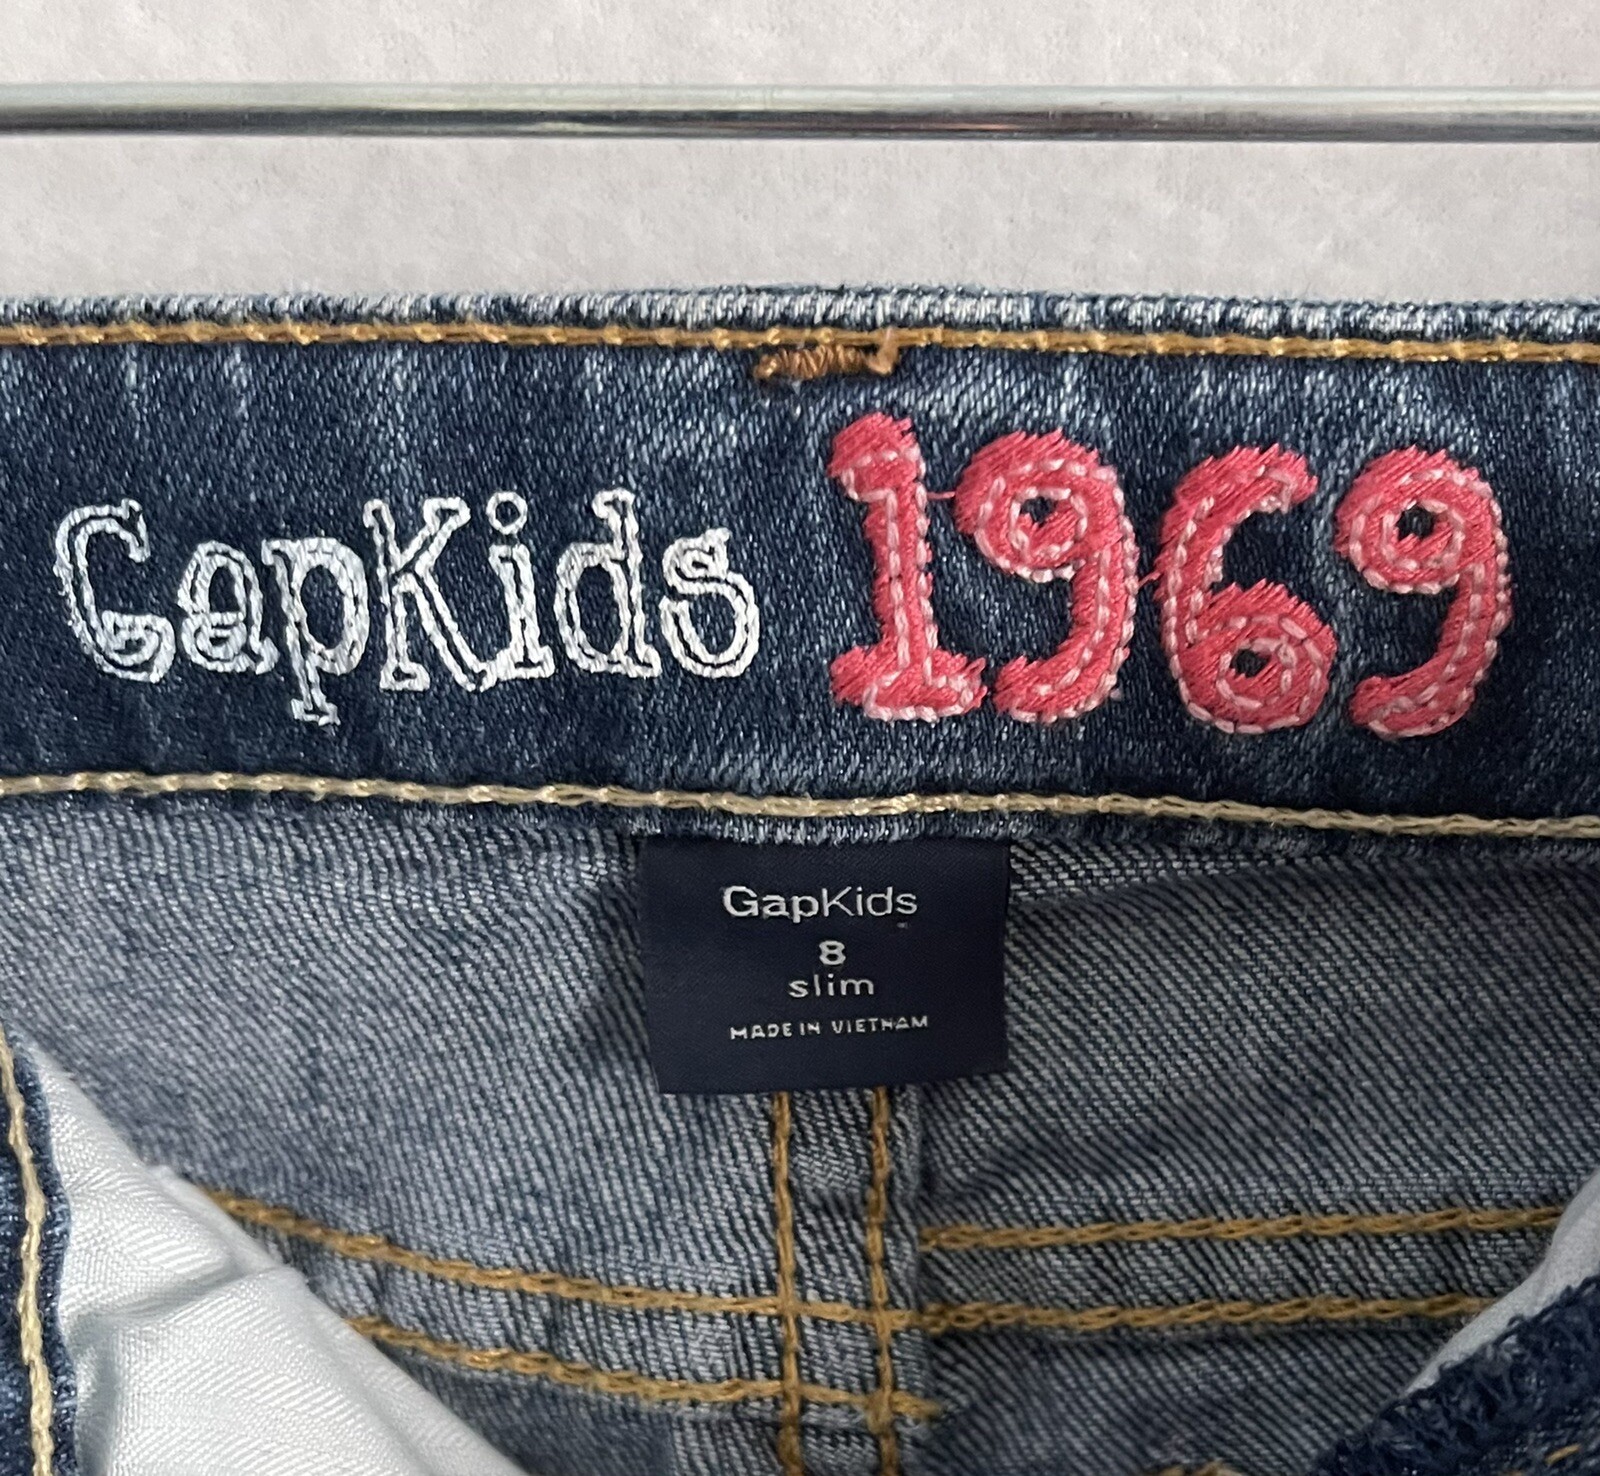 GapKids 1969
GapKids
8
slim
MADE IN VIETNAM